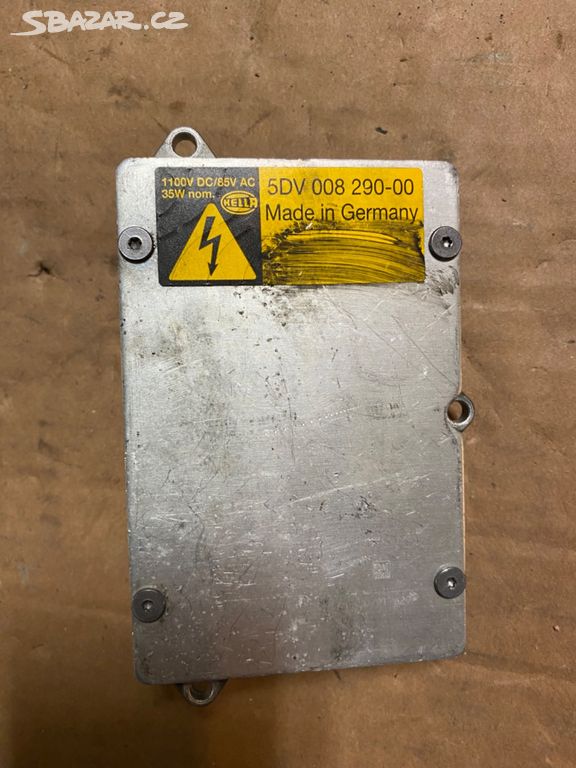 SBAZAR.CZ
1100V DC/85V AC
35W nom.
HELLA
5DV 008 290-00
Made in Germany